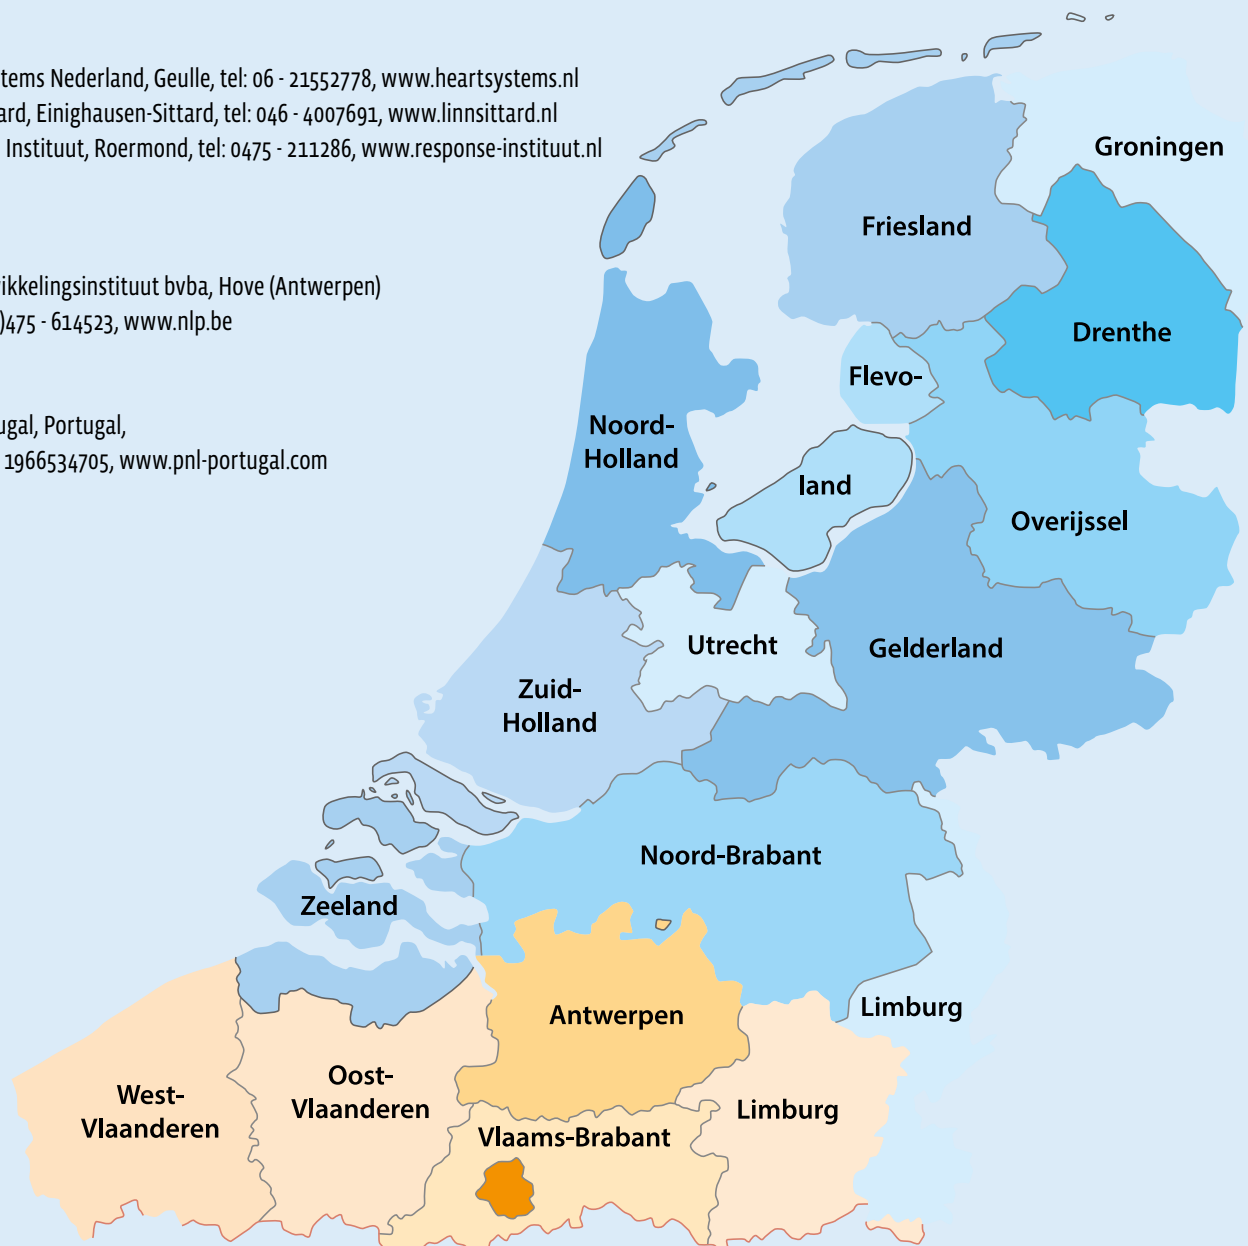 tems Nederland, Geulle, tel: 06 - 21552778, www.heartsystems.nl
ard, Einighausen-Sittard, tel: 046 - 4007691, www.linnsittard.nl
Instituut, Roermond, tel: 0475 - 211286, www.response-instituut.nl
ikkelingsinstituut bvba, Hove (Antwerpen)
)475 - 614523, www.nlp.be
ugal, Portugal,
1966534705, www.pnl-portugal.com
Groningen
Friesland
Drenthe
Flevo-
land
Noord-
Holland
Overijssel
Utrecht
Gelderland
Zuid-
Holland
Noord-Brabant
Zeeland
Limburg
Antwerpen
West-
Vlaanderen
Oost-
Vlaanderen
Limburg
Vlaams-Brabant